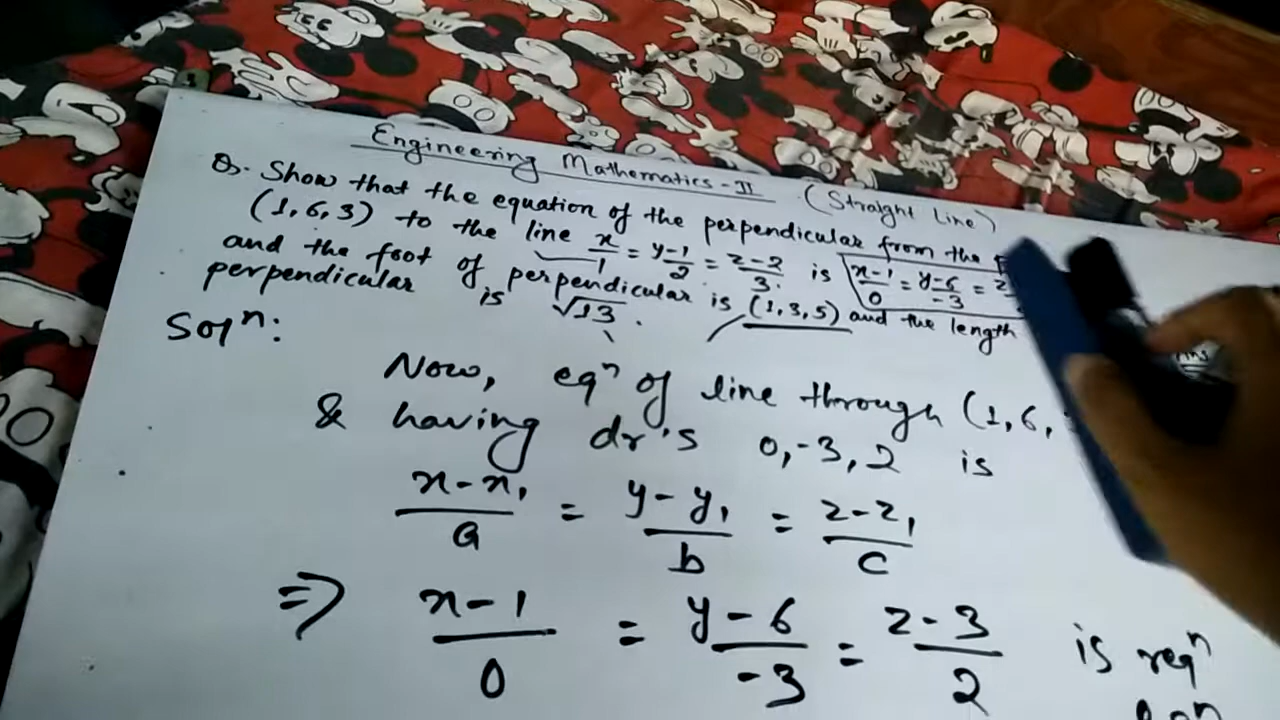 Engineering Mathematics-II (Straight Line)
Q. Show that the equation of the perpendicular from the
(1,6,3) to the line x/1 = y-1/2 = z-2/3 is x-1/0 = y-6/-3 = z
and the foot of perpendicular is (1,3,5) and the length
perpendicular is √13.
Solⁿ:
Now, eqⁿ of line through (1,6,
& having dr's 0,-3,2 is
x-x₁/a = y-y₁/b = z-z₁/c
⇒ x-1/0 = y-6/-3 = z-3/2 is reqⁿ